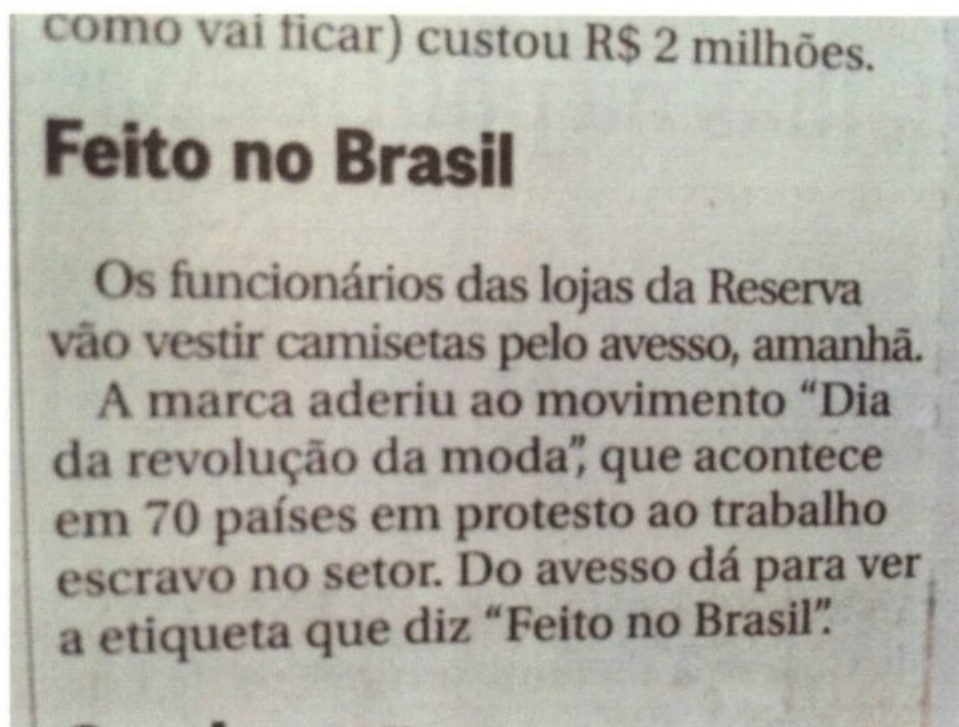 como vai ficar) custou R$ 2 milhões.
Feito no Brasil
Os funcionários das lojas da Reserva
vão vestir camisetas pelo avesso, amanhã.
A marca aderiu ao movimento “Dia
da revolução da moda”, que acontece
em 70 países em protesto ao trabalho
escravo no setor. Do avesso dá para ver
a etiqueta que diz “Feito no Brasil”.